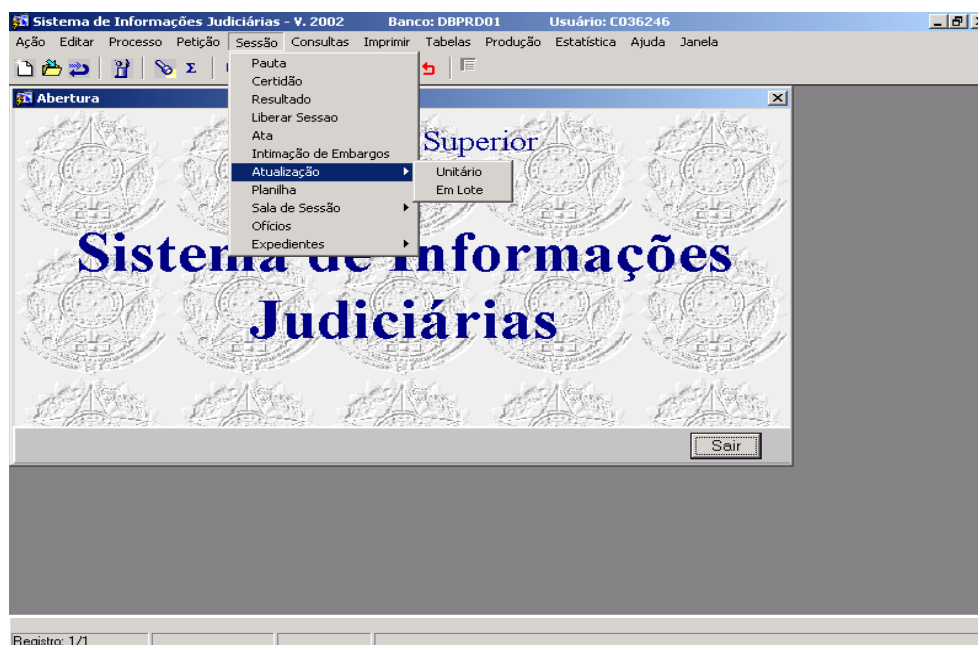 Sistema de Informações Judiciárias - V. 2002 Banco: DBPRD01 Usuário: C036246
Ação Editar Processo Petição Sessão Consultas Imprimir Tabelas Produção Estatística Ajuda Janela
Σ
Abertura
Pauta
Certidão
Resultado
Liberar Sessao
Ata
Intimação de Embargos
Atualização
Planilha
Sala de Sessão
Ofícios
Expedientes
Unitário
Em Lote
Superior
Sistema de Informações
Judiciárias
Sair
Registro: 1/1